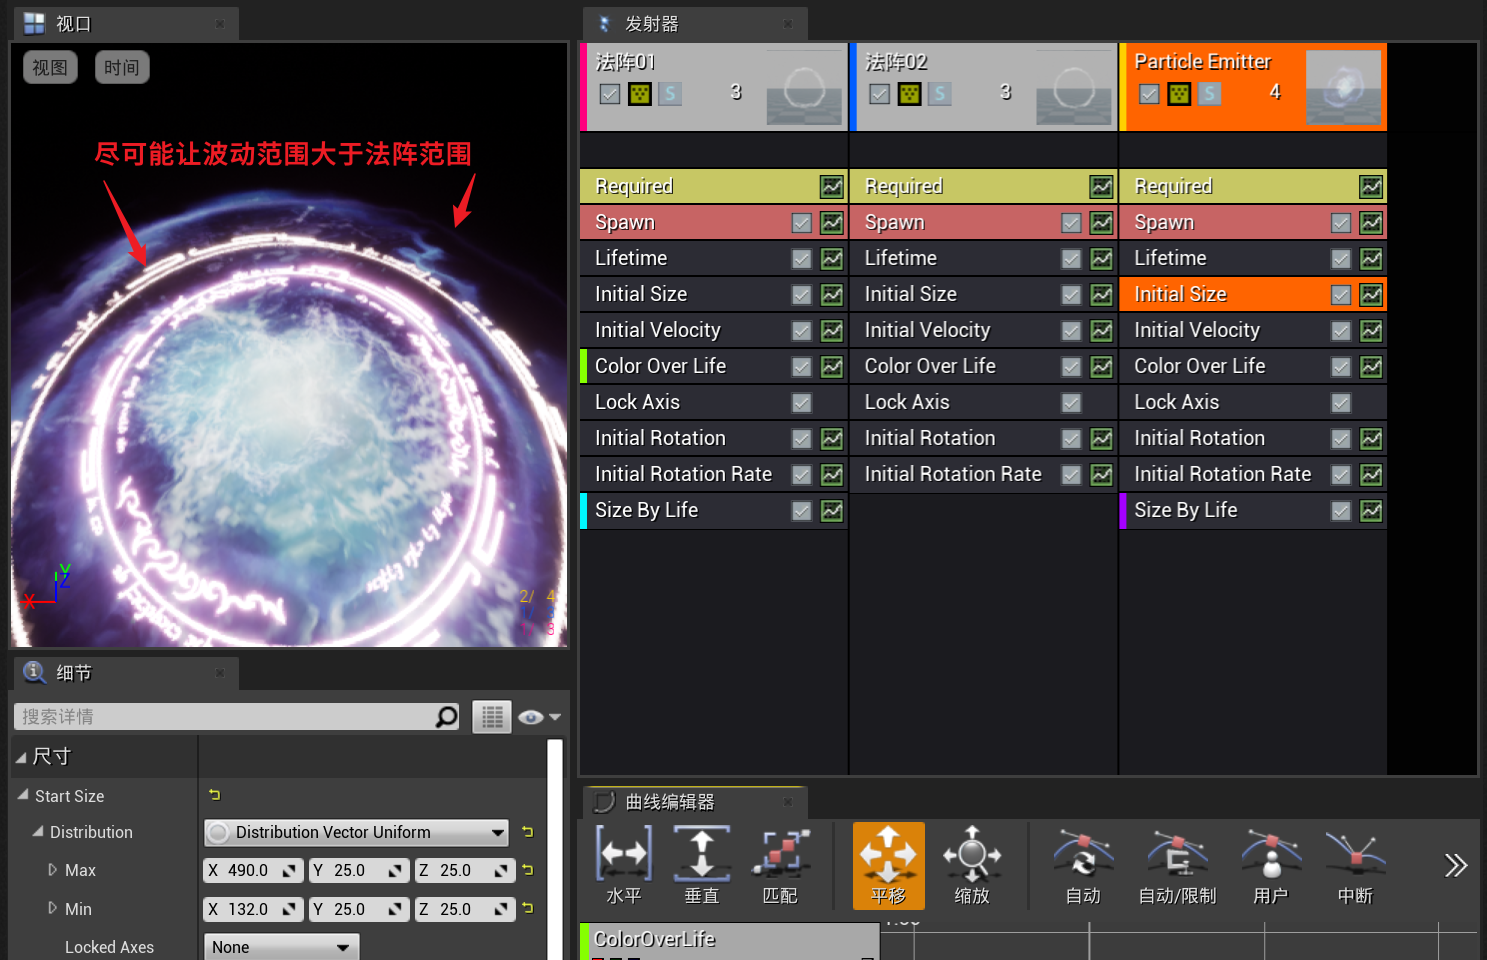 视口
视图
时间
尽可能让波动范围大于法阵范围
X
Y
Z
2/ 4
1/ 3
1/ 3
发射器
法阵01
S
3
法阵02
S
3
Particle Emitter
S
4
Required
Spawn
Lifetime
Initial Size
Initial Velocity
Color Over Life
Lock Axis
Initial Rotation
Initial Rotation Rate
Size By Life
Required
Spawn
Lifetime
Initial Size
Initial Velocity
Color Over Life
Lock Axis
Initial Rotation
Initial Rotation Rate
Required
Spawn
Lifetime
Initial Size
Initial Velocity
Color Over Life
Lock Axis
Initial Rotation
Initial Rotation Rate
Size By Life
细节
搜索详情
尺寸
Start Size
Distribution
Distribution Vector Uniform
Max
X 490.0
Y 25.0
Z 25.0
Min
X 132.0
Y 25.0
Z 25.0
Locked Axes
None
曲线编辑器
水平
垂直
匹配
平移
缩放
自动
自动/限制
用户
中断
ColorOverLife